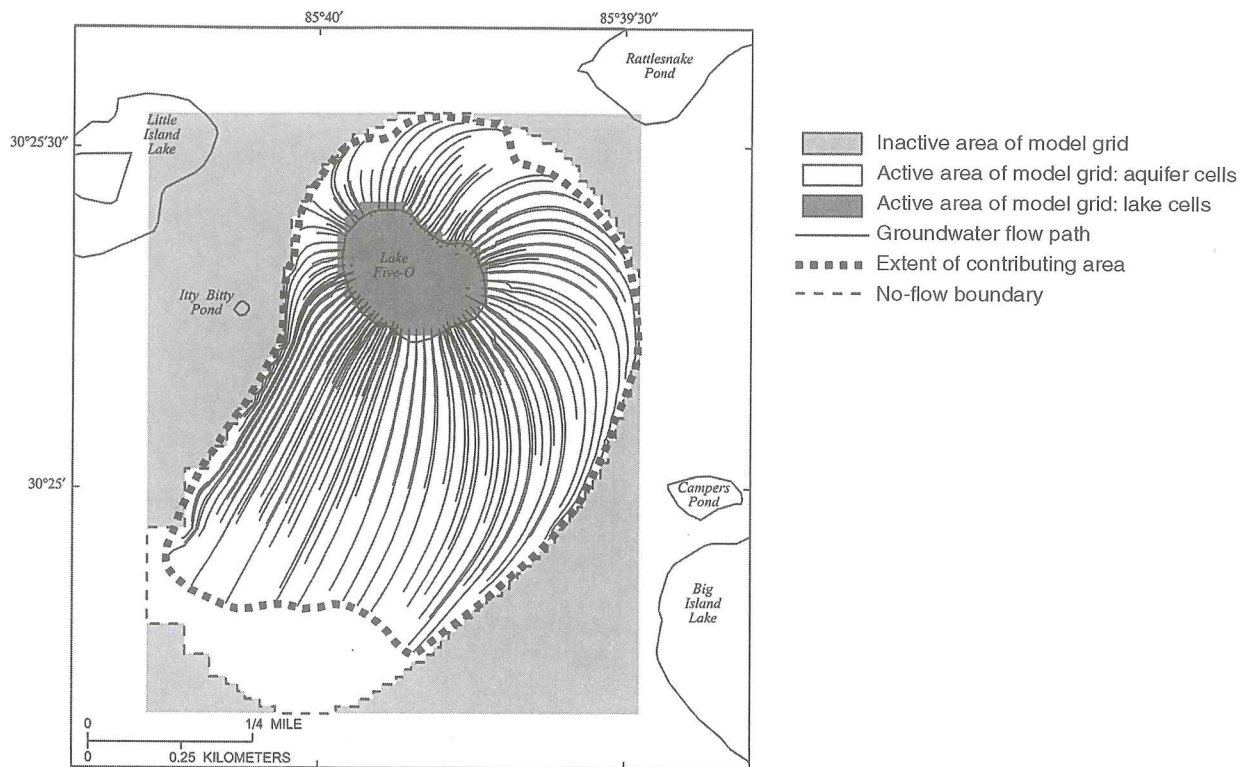 85°40'
85°39'30"
Rattlesnake
Pond
Little
Island
Lake
30°25'30"
Inactive area of model grid
Active area of model grid: aquifer cells
Active area of model grid: lake cells
Groundwater flow path
Extent of contributing area
No-flow boundary
Lake
Five-O
Itty Bitty
Pond
30°25'
Campers
Pond
Big
Island
Lake
0 1/4 MILE
0 0.25 KILOMETERS